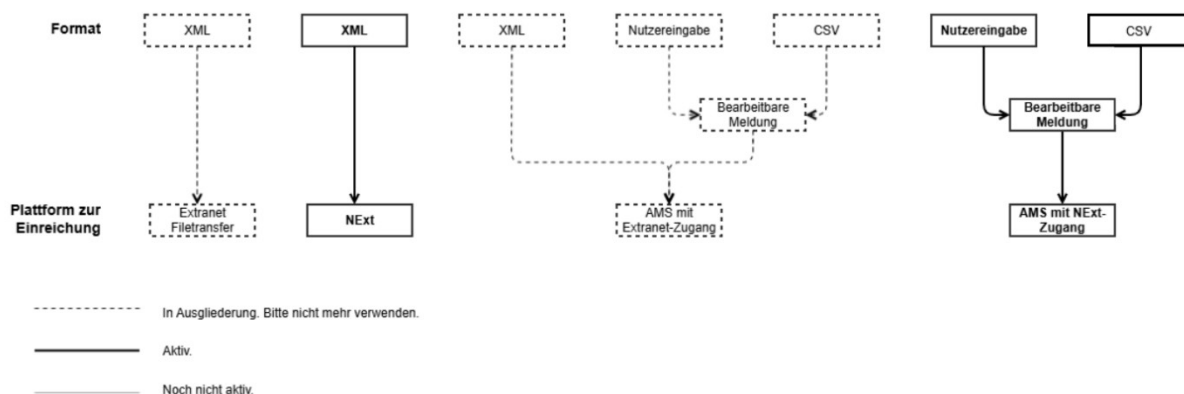 Format
XML
XML
XML
Nutzereingabe
CSV
Nutzereingabe
CSV
Bearbeitbare
Meldung
Bearbeitbare
Meldung
Plattform zur
Einreichung
Extranet
Filetransfer
NExt
AMS mit
Extranet-Zugang
AMS mit NExt-
Zugang
In Ausgliederung. Bitte nicht mehr verwenden.
Aktiv.
Noch nicht aktiv.